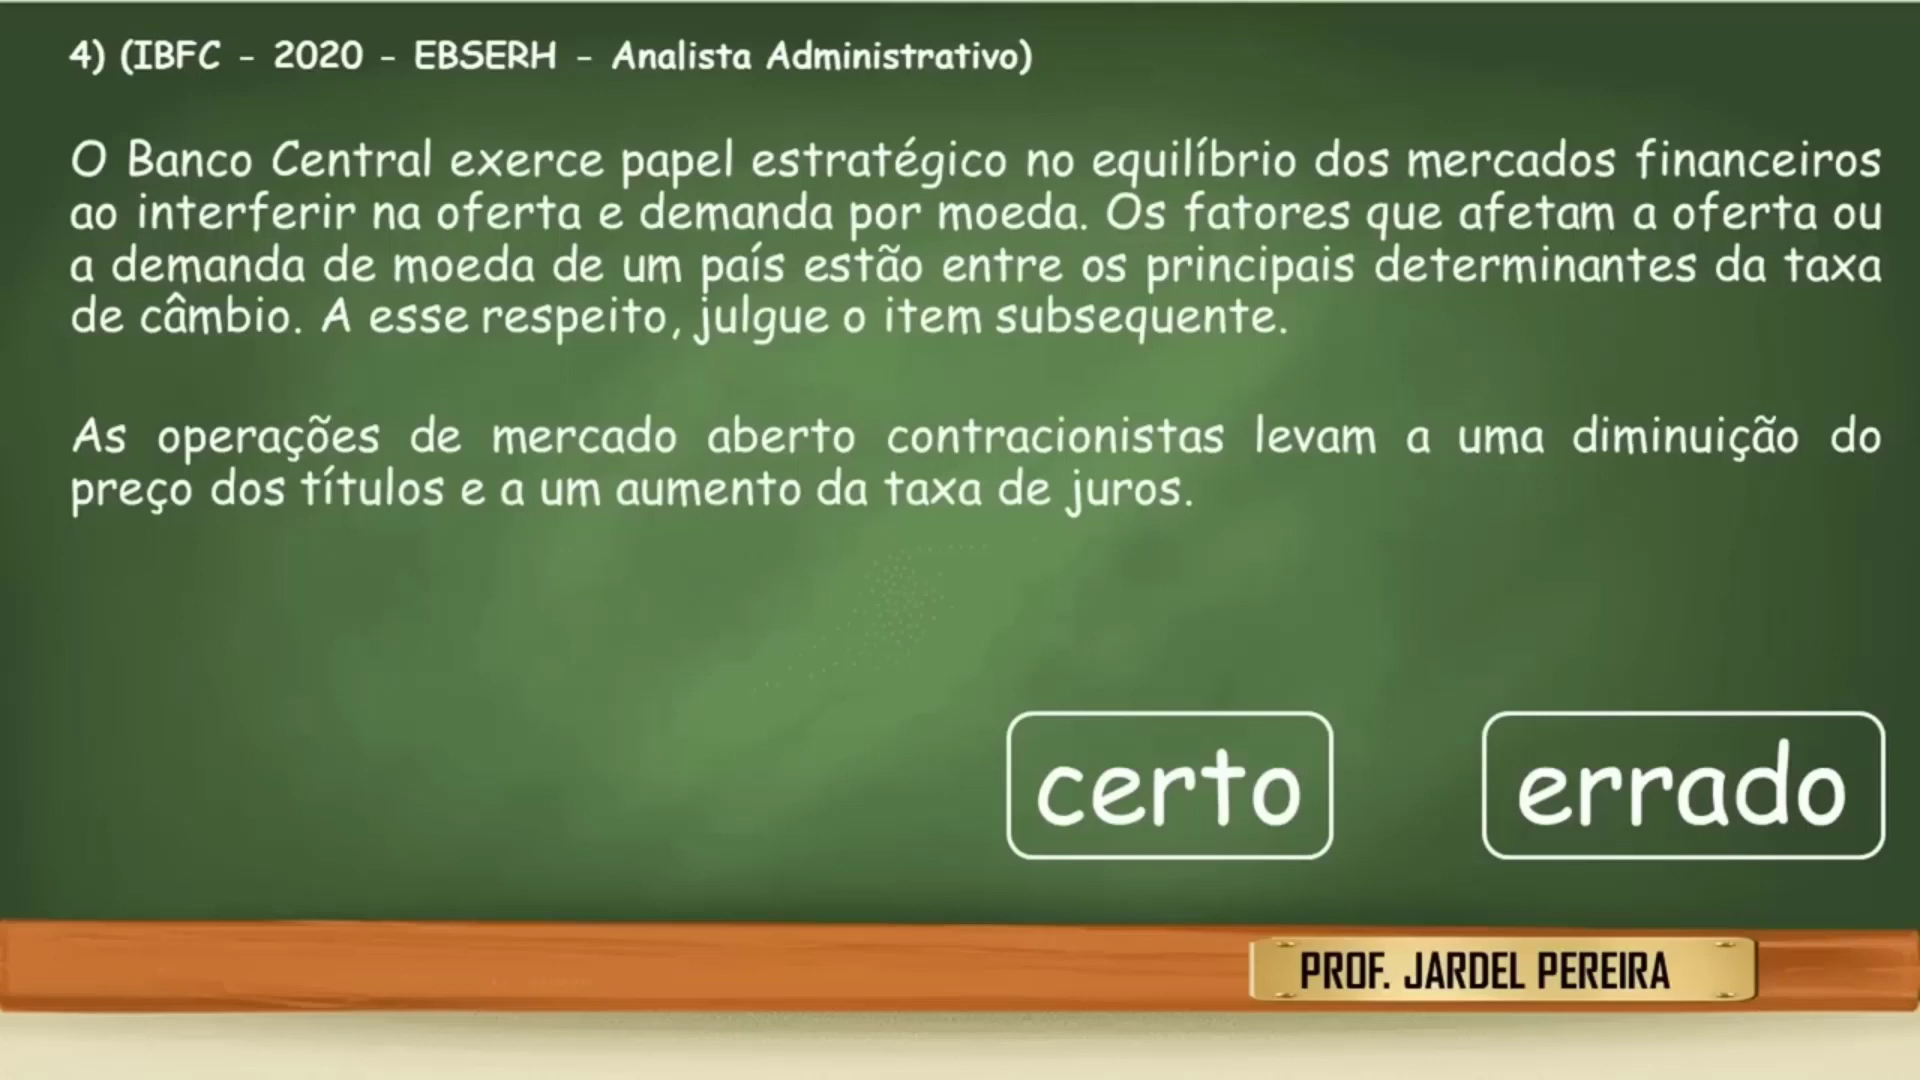 4) (IBFC - 2020 - EBSERH - Analista Administrativo)
O Banco Central exerce papel estratégico no equilíbrio dos mercados financeiros
ao interferir na oferta e demanda por moeda. Os fatores que afetam a oferta ou
a demanda de moeda de um país estão entre os principais determinantes da taxa
de câmbio. A esse respeito, julgue o item subsequente.
As operações de mercado aberto contracionistas levam a uma diminuição do
preço dos títulos e a um aumento da taxa de juros.
certo errado
PROF. JARDEL PEREIRA